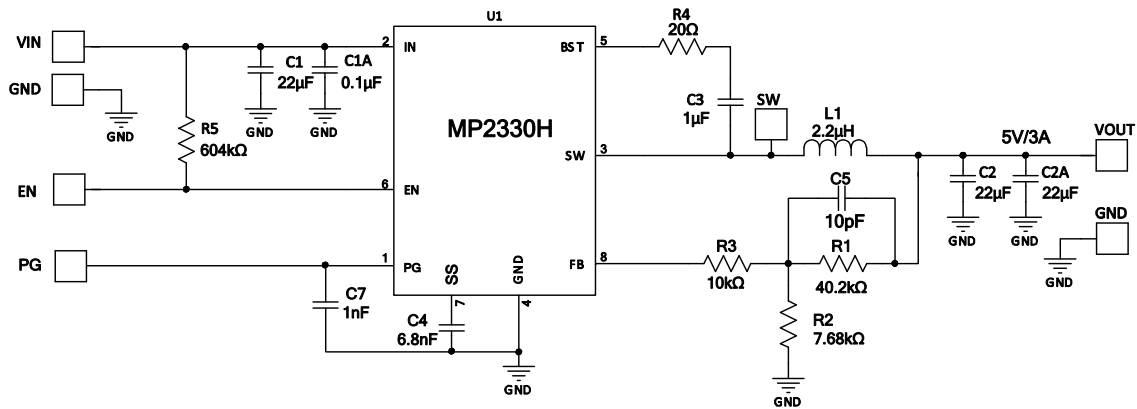 U1
VIN
2
IN
C1
22µF
GND
C1A
0.1µF
GND
GND
GND
R5
604kΩ
EN
6
EN
PG
1
PG
C7
1nF
MP2330H
SS
7
GND
4
C4
6.8nF
GND
BST
5
R4
20Ω
C3
1µF
SW
SW
3
L1
2.2µH
5V/3A
VOUT
C2
22µF
GND
C2A
22µF
GND
GND
GND
C5
10pF
FB
8
R3
10kΩ
R1
40.2kΩ
R2
7.68kΩ
GND